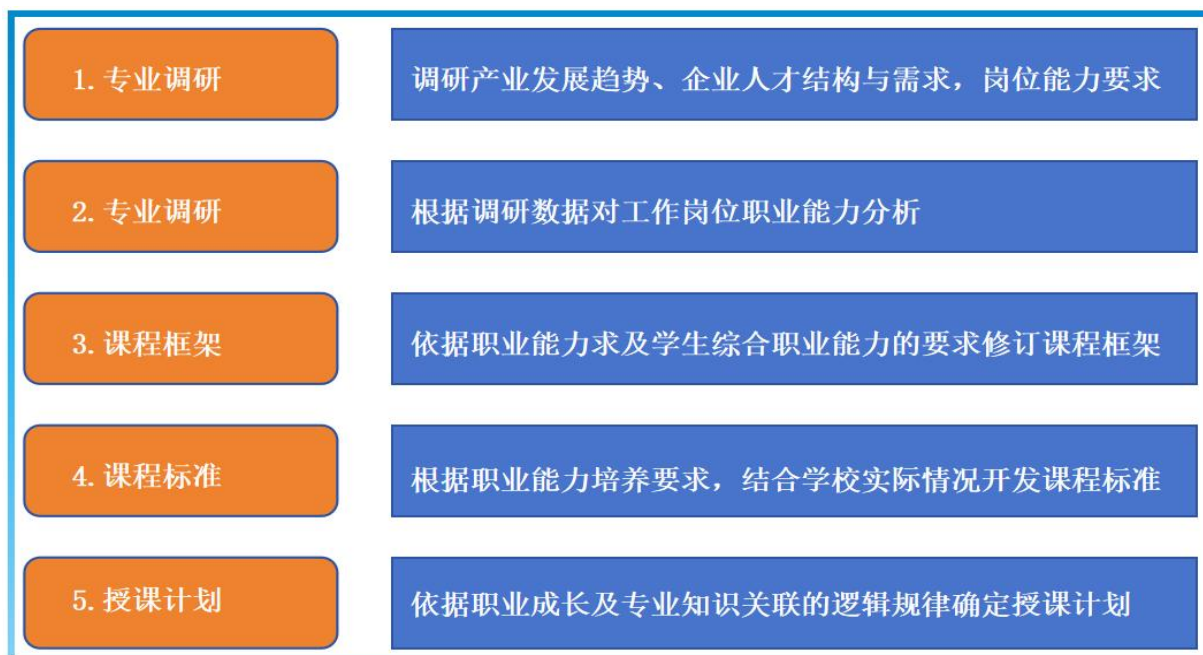 1. 专业调研
调研产业发展趋势、企业人才结构与需求，岗位能力要求
2. 专业调研
根据调研数据对工作岗位职业能力分析
3. 课程框架
依据职业能力求及学生综合职业能力的要求修订课程框架
4. 课程标准
根据职业能力培养要求，结合学校实际情况开发课程标准
5. 授课计划
依据职业成长及专业知识关联的逻辑规律确定授课计划